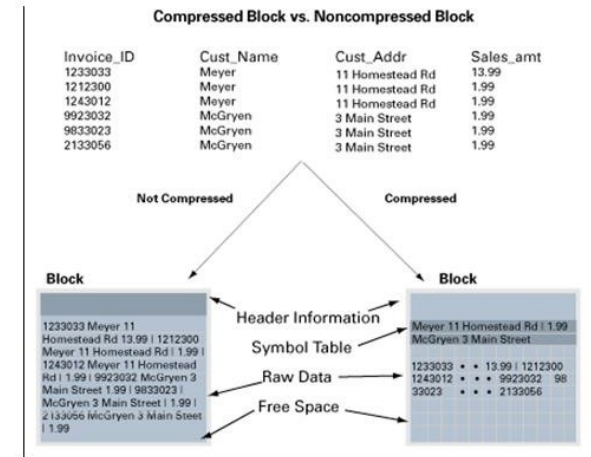 Compressed Block vs. Noncompressed Block
Invoice_ID Cust_Name Cust_Addr Sales_amt
1233033 Meyer 11 Homestead Rd 13.99
1212300 Meyer 11 Homestead Rd 1.99
1243012 Meyer 11 Homestead Rd 1.99
9923032 McGryen 3 Main Street 1.99
9833023 McGryen 3 Main Street 1.99
2133056 McGryen 3 Main Street 1.99
Not Compressed
Compressed
Block
1233033 Meyer 11
Homestead Rd 13.99 | 1212300
Meyer 11 Homestead Rd | 1.99 |
1243012 Meyer 11 Homestead
Rd | 1.99 | 9923032 McGryen 3
Main Street 1.99 | 9833023 |
McGryen 3 Main Street | 1.99 |
2133056 McGryen 3 Main Steet
| 1.99
Header Information
Symbol Table
Raw Data
Free Space
Block
Meyer 11 Homestead Rd | 1.99
McGryen 3 Main Street
1233033 • • 13.99 | 1212300
1243012 • • • 9923032 98
33023 • • • 2133056